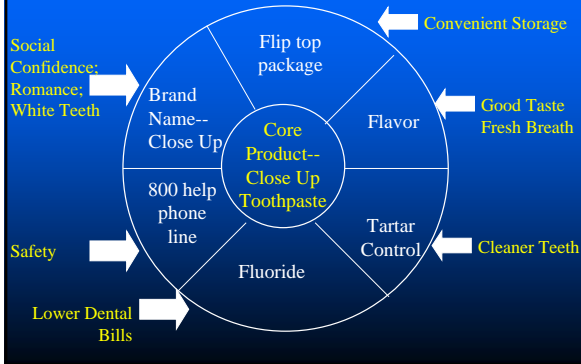 Convenient Storage
Flip top
package
Social
Confidence;
Romance;
White Teeth
Brand
Name--
Close Up
Good Taste
Fresh Breath
Flavor
Core
Product--
Close Up
Toothpaste
800 help
phone
line
Tartar
Control
Safety
Cleaner Teeth
Fluoride
Lower Dental
Bills